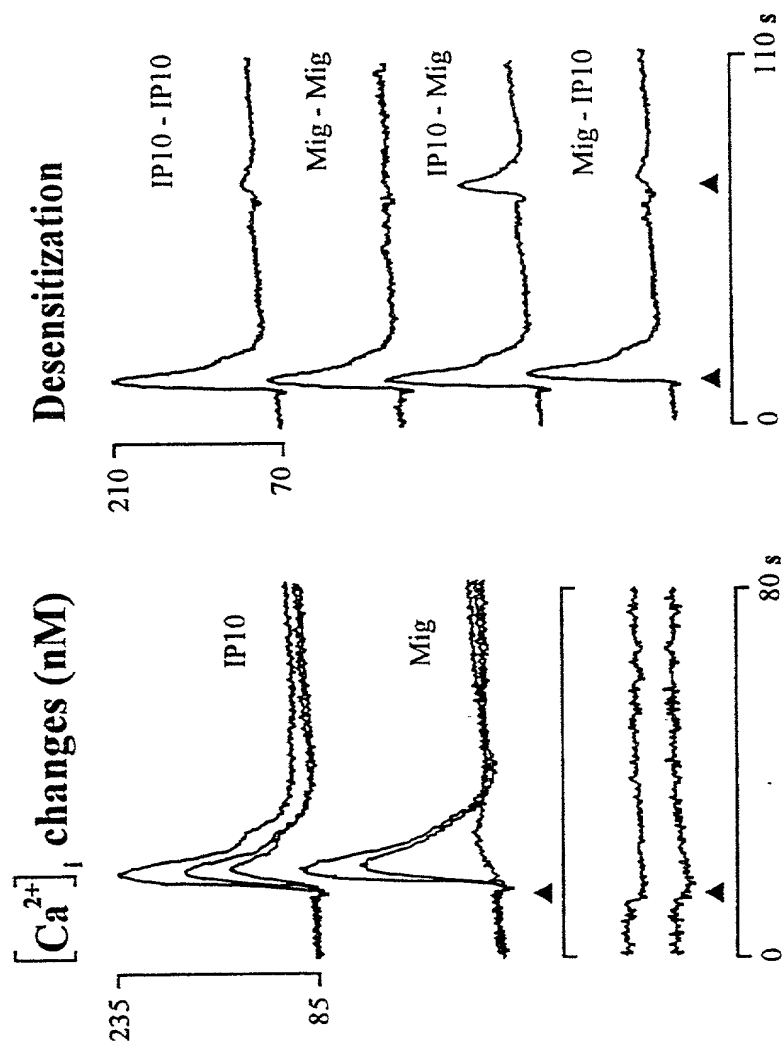 [Ca2+]i changes (nM)
235
85
IP10
Mig
0
80 s
Desensitization
210
70
IP10 - IP10
Mig - Mig
IP10 - Mig
Mig - IP10
0
110 s